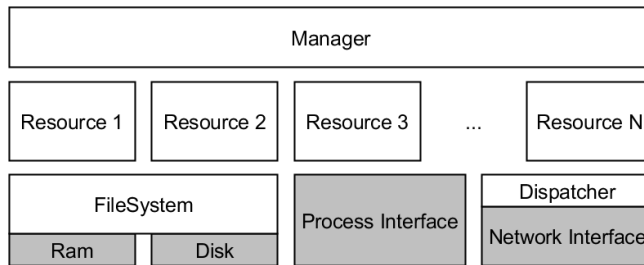 Manager
Resource 1
Resource 2
Resource 3
...
Resource N
FileSystem
Process Interface
Dispatcher
Ram
Disk
Network Interface